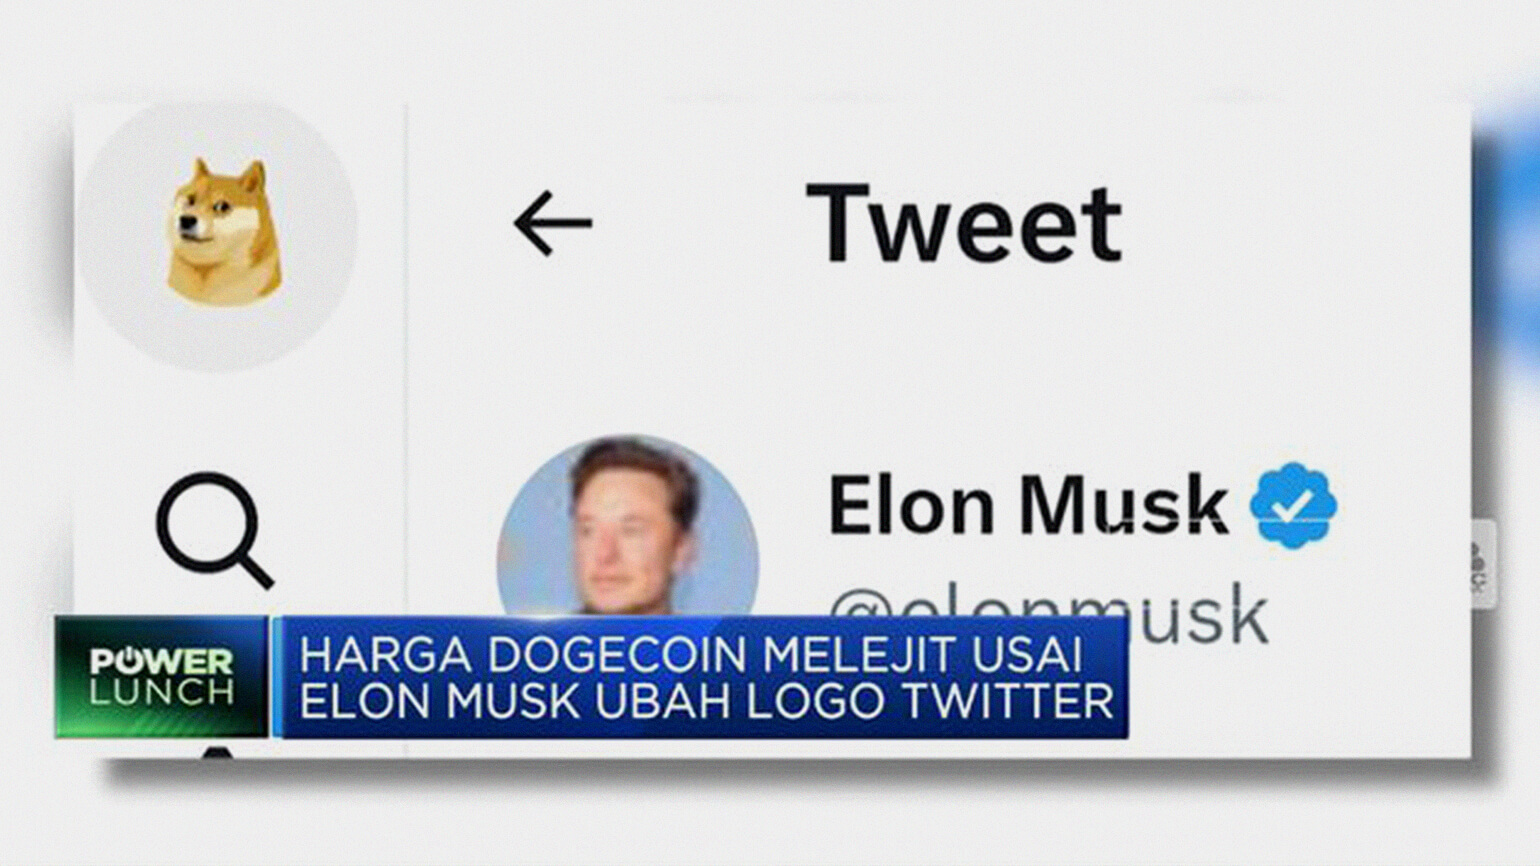 Tweet
Elon Musk
@elonmusk
POWER
LUNCH
HARGA DOGECOIN MELEJIT USAI
ELON MUSK UBAH LOGO TWITTER